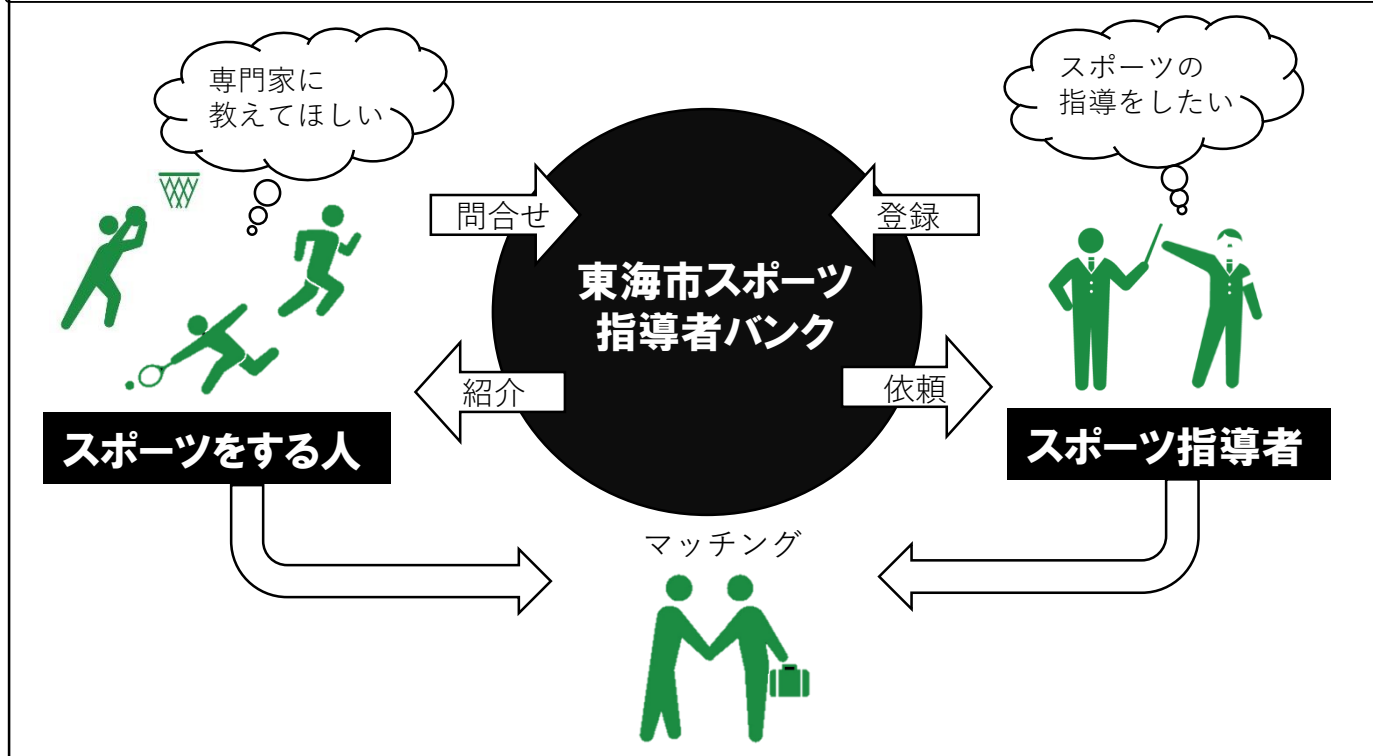 専門家に
教えてほしい
スポーツの
指導をしたい
問合せ
登録
東海市スポーツ
指導者バンク
紹介
依頼
スポーツをする人
スポーツ指導者
マッチング